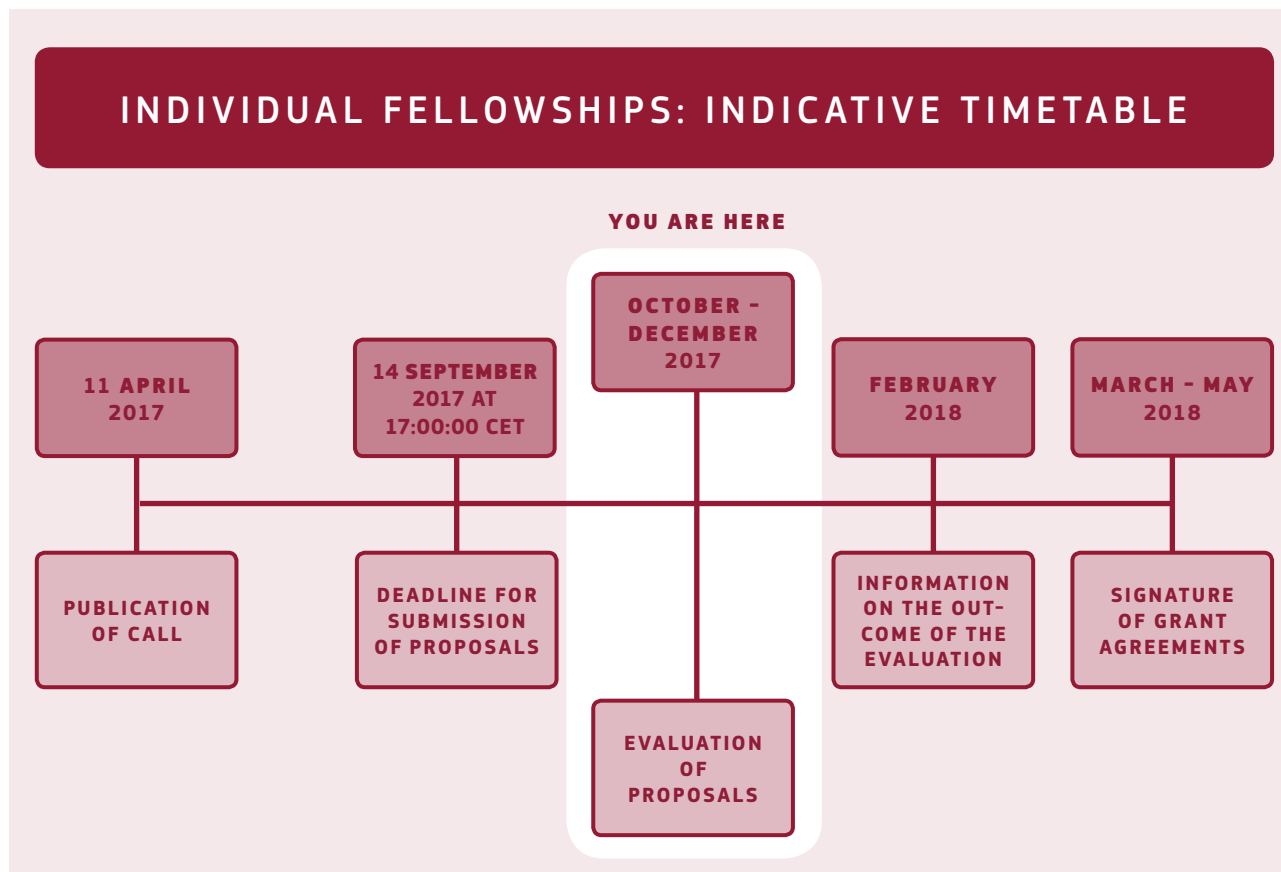 INDIVIDUAL FELLOWSHIPS: INDICATIVE TIMETABLE
YOU ARE HERE
11 APRIL
2017
14 SEPTEMBER
2017 AT
17:00:00 CET
OCTOBER –
DECEMBER
2017
FEBRUARY
2018
MARCH – MAY
2018
PUBLICATION
OF CALL
DEADLINE FOR
SUBMISSION
OF PROPOSALS
EVALUATION
OF
PROPOSALS
INFORMATION
ON THE OUT-
COME OF THE
EVALUATION
SIGNATURE
OF GRANT
AGREEMENTS